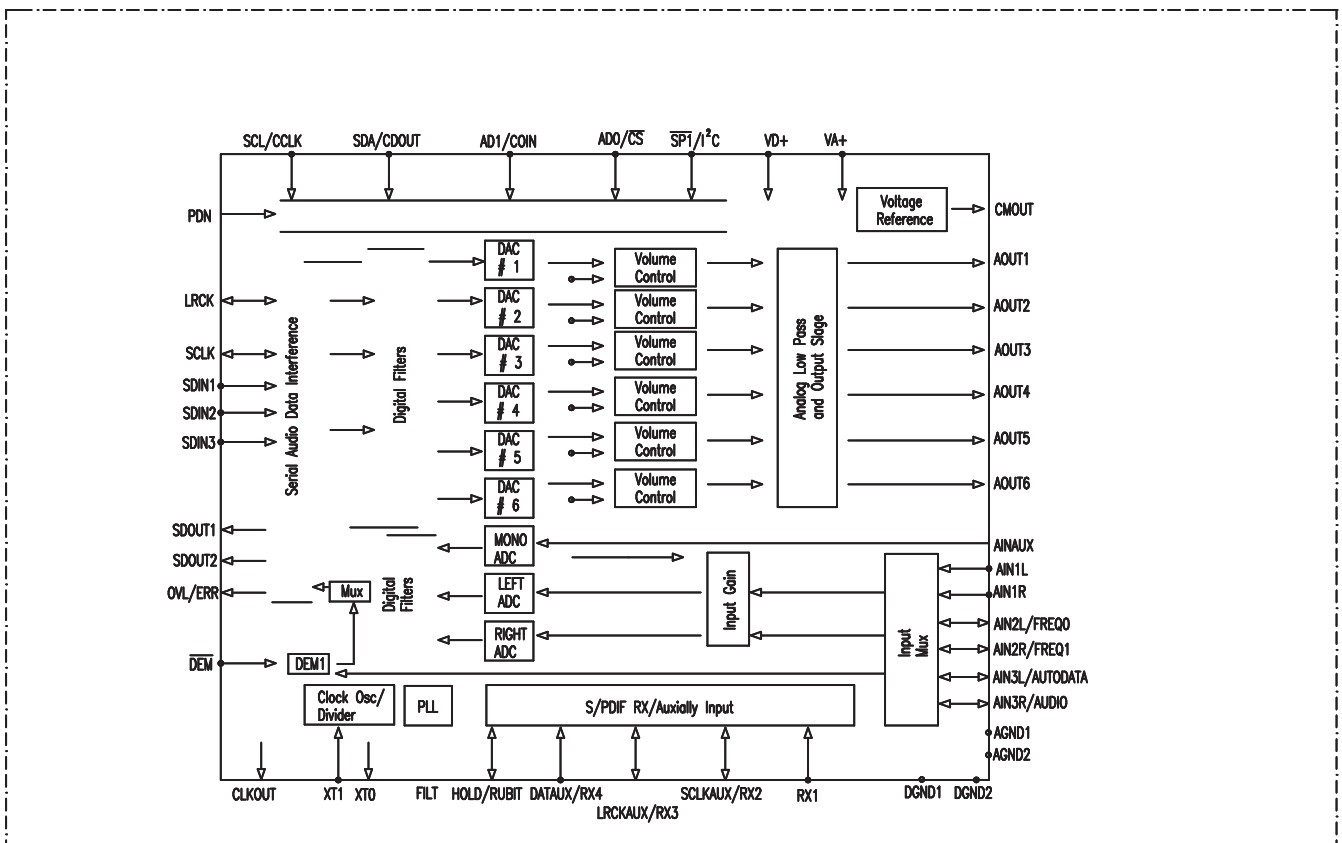 SCL/CCLK
SDA/CDOUT
AD1/COIN
AD0/CS
SP1/I²C
VD+
VA+
PDN
Voltage
Reference
CMOUT
DAC
# 1
Volume
Control
AOUT1
LRCK
DAC
# 2
Volume
Control
AOUT2
SCLK
DAC
# 3
Volume
Control
AOUT3
SDIN1
SDIN2
SDIN3
Serial Audio Data Interference
Digital Filters
DAC
# 4
Volume
Control
Analog Low Pass
and Output Slage
AOUT4
DAC
# 5
Volume
Control
AOUT5
DAC
# 6
Volume
Control
AOUT6
SDOUT1
SDOUT2
OVL/ERR
MONO
ADC
AINAUX
AIN1L
AIN1R
Mux
Digital
Filters
LEFT
ADC
Input Gain
RIGHT
ADC
Input
Mux
AIN2L/FREQ0
AIN2R/FREQ1
AIN3L/AUTODATA
AIN3R/AUDIO
DEM
DEM1
Clock Osc/
Divider
PLL
S/PDIF RX/Auxially Input
AGND1
AGND2
CLKOUT
XT1
XTO
FILT
HOLD/RUBIT
DATAUX/RX4
LRCKAUX/RX3
SCLKAUX/RX2
RX1
DGND1
DGND2